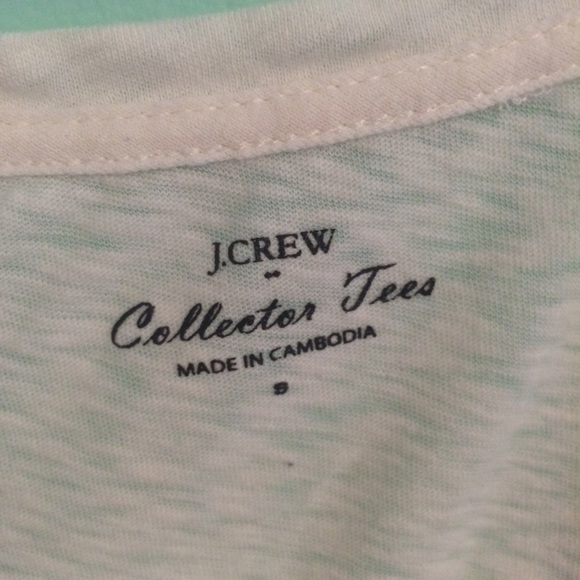 J.CREW
Collector Tees
MADE IN CAMBODIA
S